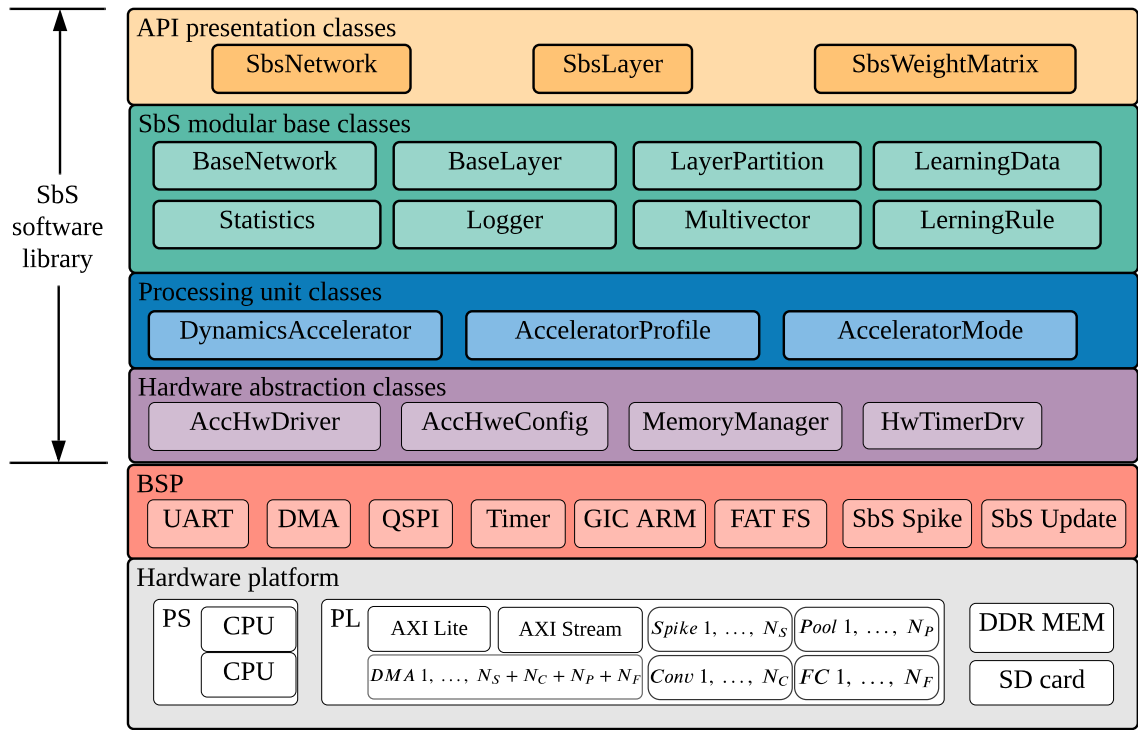 API presentation classes
SbsNetwork SbsLayer SbsWeightMatrix
SbS modular base classes
BaseNetwork BaseLayer LayerPartition LearningData
Statistics Logger Multivector LerningRule
SbS
software
library
Processing unit classes
DynamicsAccelerator AcceleratorProfile AcceleratorMode
Hardware abstraction classes
AccHwDriver AccHweConfig MemoryManager HwTimerDrv
BSP
UART DMA QSPI Timer GIC ARM FAT FS SbS Spike SbS Update
Hardware platform
PS CPU PL AXI Lite AXI Stream Spike 1, …, N_S Pool 1, …, N_P DDR MEM
CPU DMA 1, …, N_S + N_C + N_P + N_F Conv 1, …, N_C FC 1, …, N_F SD card